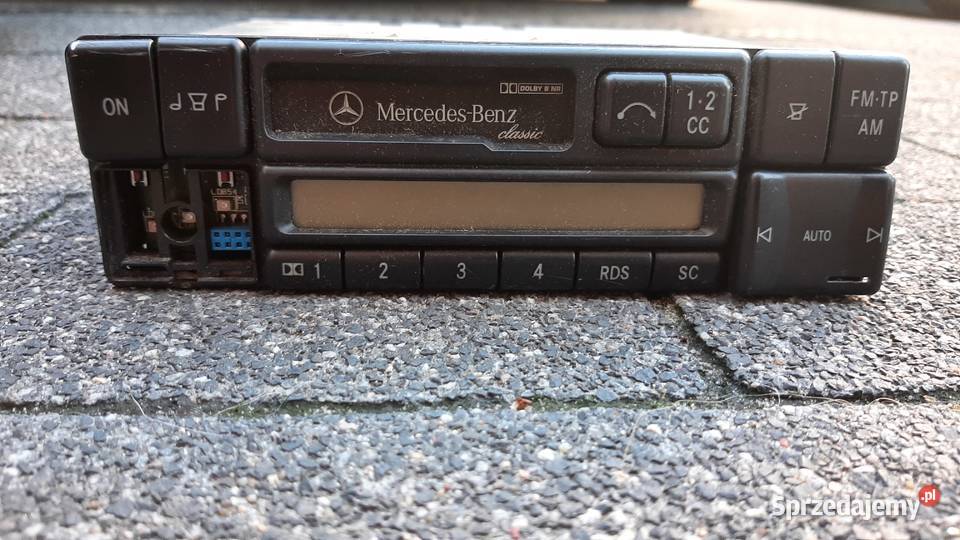 ON
Mercedes-Benz
classic
DOLBY B NR
1·2
CC
FM·TP
AM
1
2
3
4
RDS
SC
AUTO
Sprzedajemy.pl